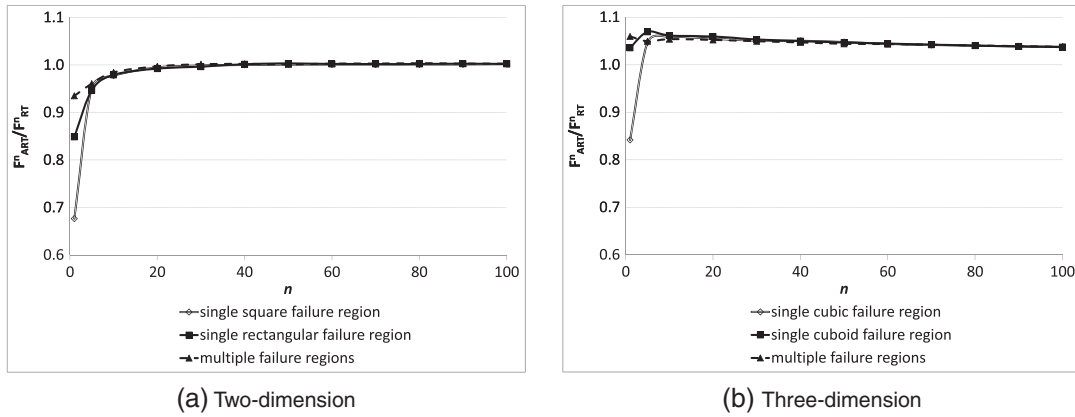 1.1
1.0
0.9
0.8
0.7
0.6
F^n_ART/F^n_RT
0 20 40 60 80 100
n
single square failure region
single rectangular failure region
multiple failure regions
(a) Two-dimension
1.1
1.0
0.9
0.8
0.7
0.6
F^n_ART/F^n_RT
0 20 40 60 80 100
n
single cubic failure region
single cuboid failure region
multiple failure regions
(b) Three-dimension